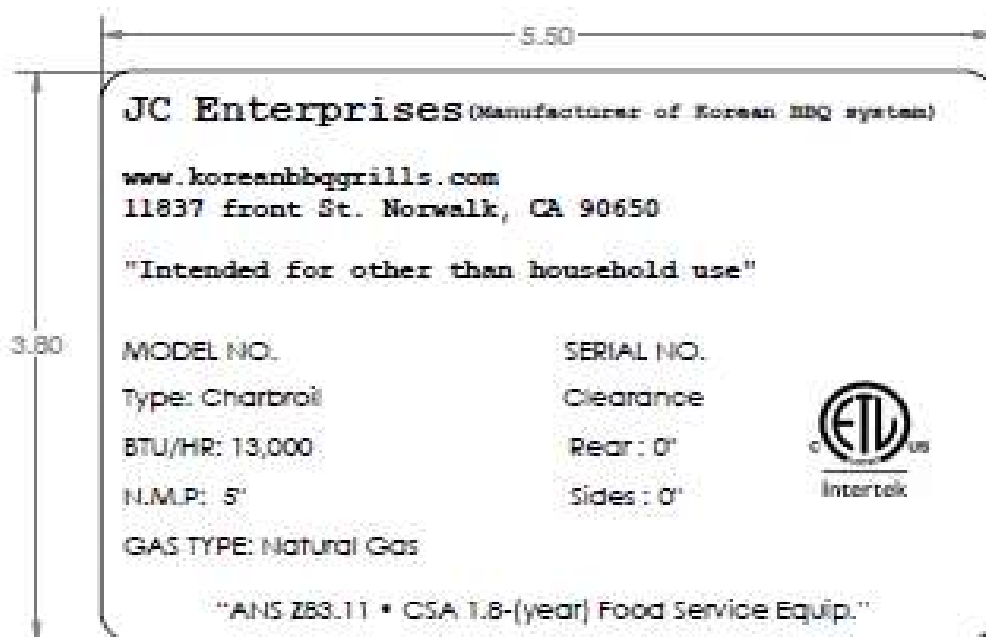 5.50
JC Enterprises(Manufacturer of Korean BBQ system)
www.koreanbbqgrills.com
11837 front St. Norwalk, CA 90650
"Intended for other than household use"
3.80
MODEL NO. SERIAL NO.
Type: Charbroil Clearance
BTU/HR: 13,000 Rear : 0"
N.M.P: 5" Sides : 0"
C ETL US
Intertek
GAS TYPE: Natural Gas
"ANS Z83.11 • CSA 1.8-(year) Food Service Equip."